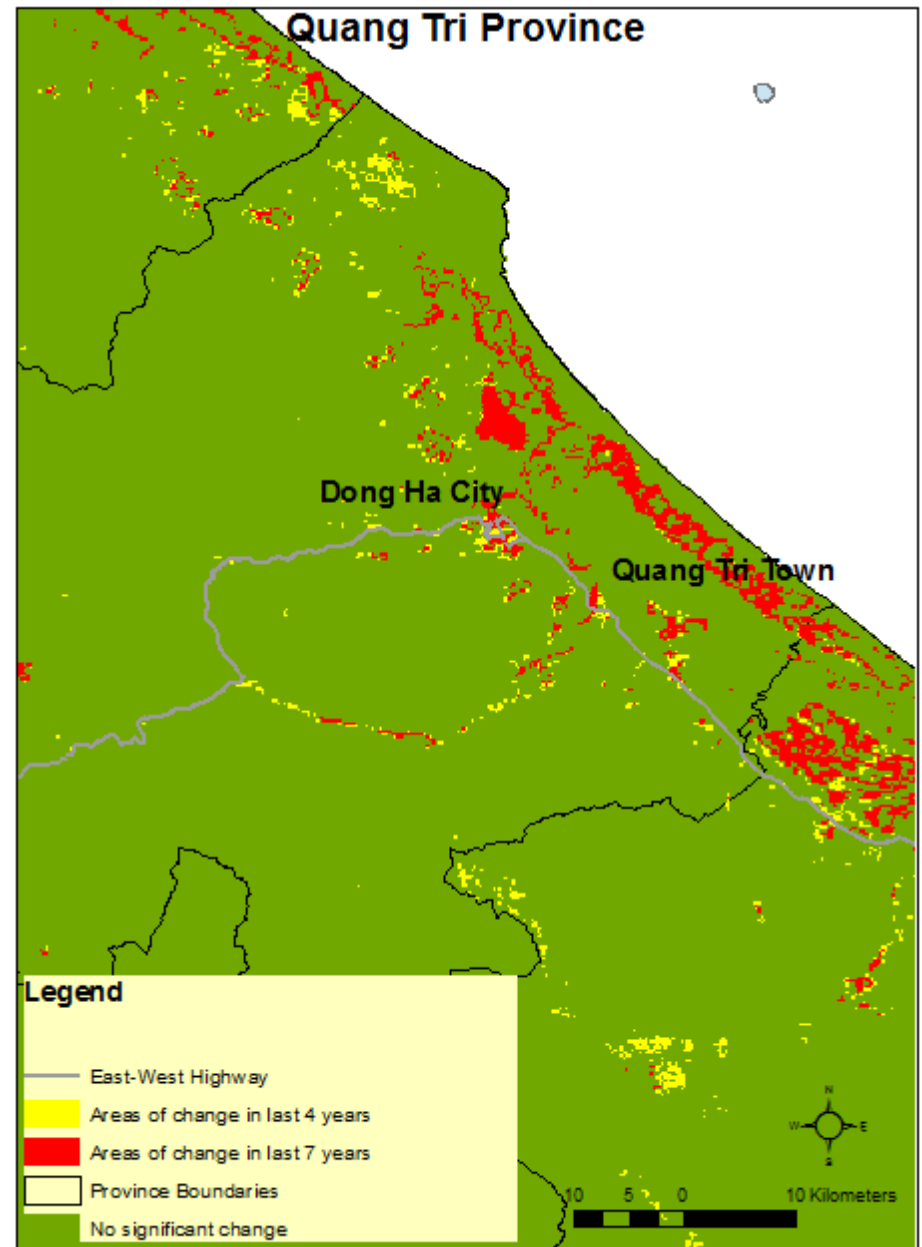 Quang Tri Province
Dong Ha City
Quang Tri Town
Legend
East-West Highway
Areas of change in last 4 years
Areas of change in last 7 years
Province Boundaries
No significant change
N
W
E
S
10 5 0 10 Kilometers